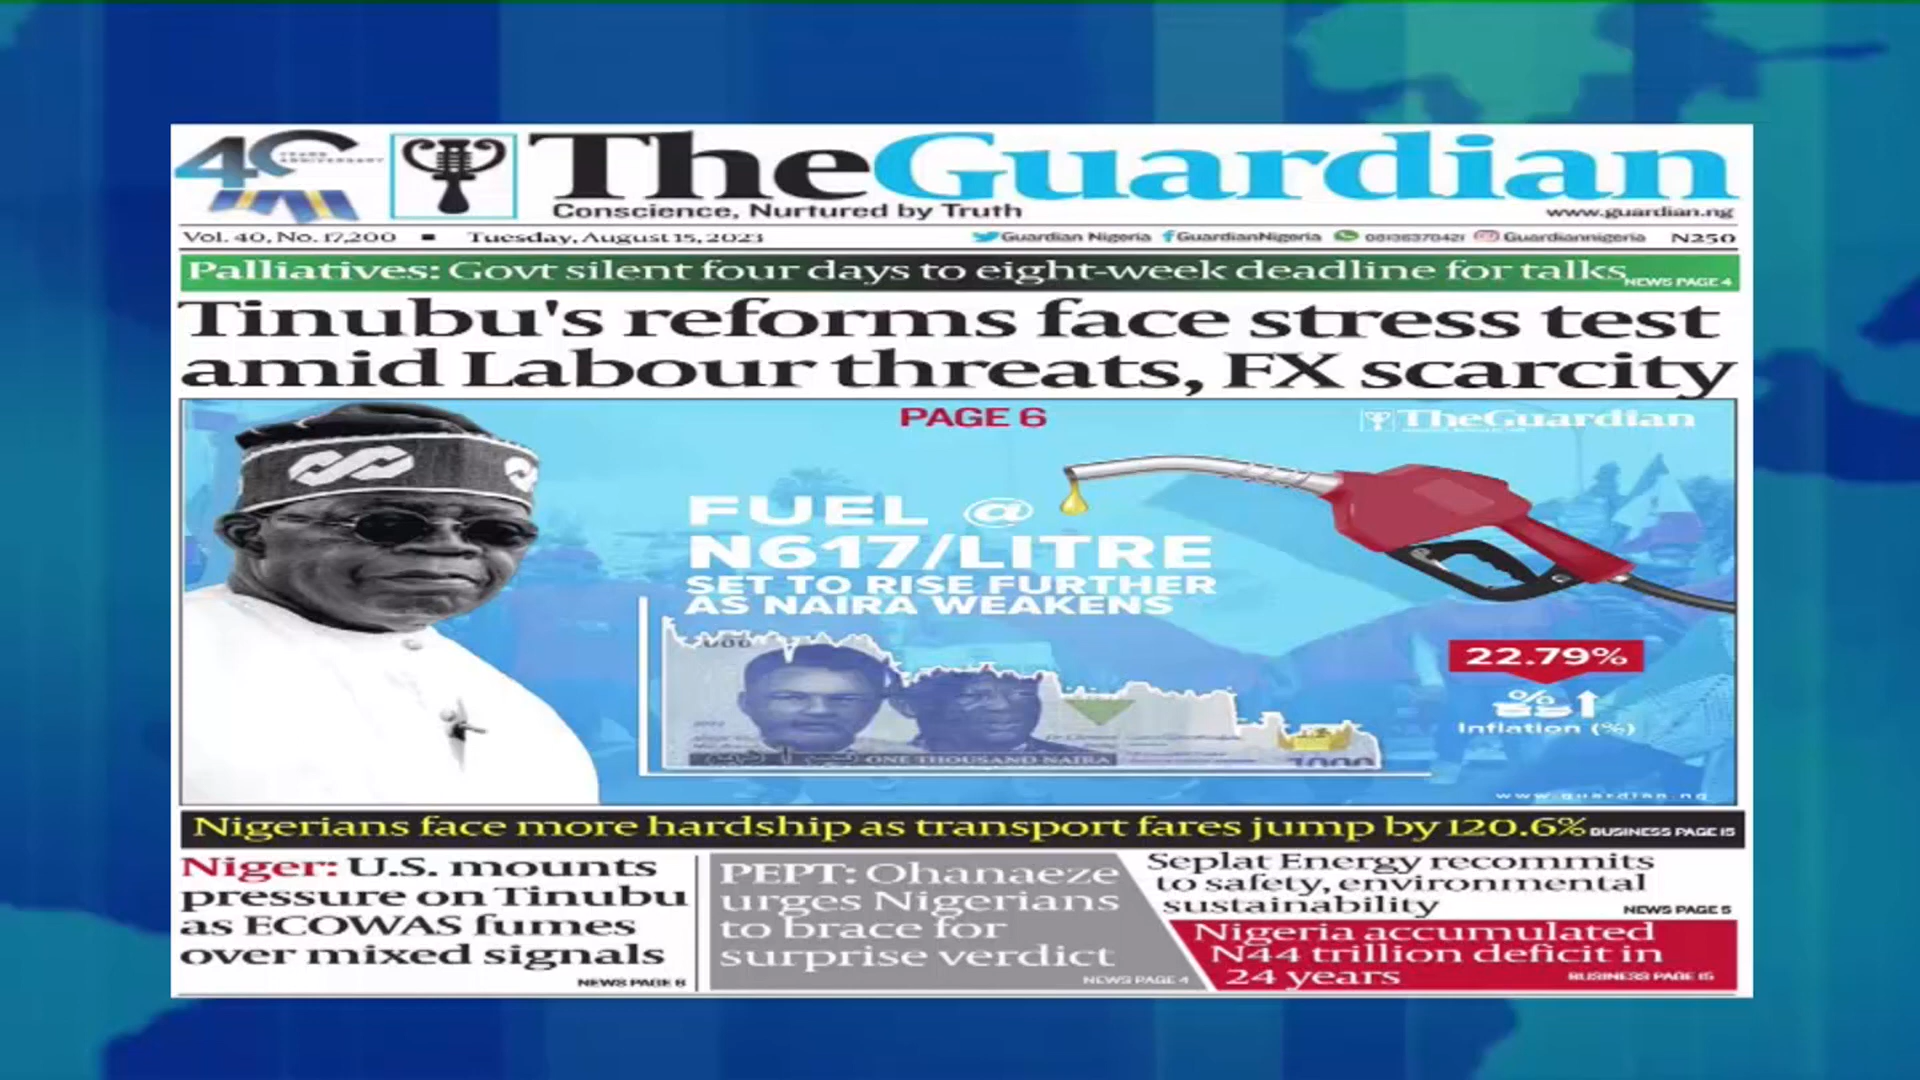 40
YEARS
ANNIVERSARY
TheGuardian
Conscience, Nurtured by Truth
www.guardian.ng
Vol. 40, No. 17,200 ■ Tuesday, August 15, 2023
Guardian Nigeria GuardianNigeria 08136370421 Guardiannigeria N250
Palliatives: Govt silent four days to eight-week deadline for talks NEWS PAGE 4
Tinubu's reforms face stress test
amid Labour threats, FX scarcity
PAGE 6
TheGuardian
FUEL @
N617/LITRE
SET TO RISE FURTHER
AS NAIRA WEAKENS
ONE THOUSAND NAIRA
1000
22.79%
%
Inflation (%)
www.guardian.ng
Nigerians face more hardship as transport fares jump by 120.6% BUSINESS PAGE 15
Niger: U.S. mounts
pressure on Tinubu
as ECOWAS fumes
over mixed signals
NEWS PAGE 6
PEPT: Ohanaeze
urges Nigerians
to brace for
surprise verdict
NEWS PAGE 4
Seplat Energy recommits
to safety, environmental
sustainability
NEWS PAGE 5
Nigeria accumulated
N44 trillion deficit in
24 years
BUSINESS PAGE 15